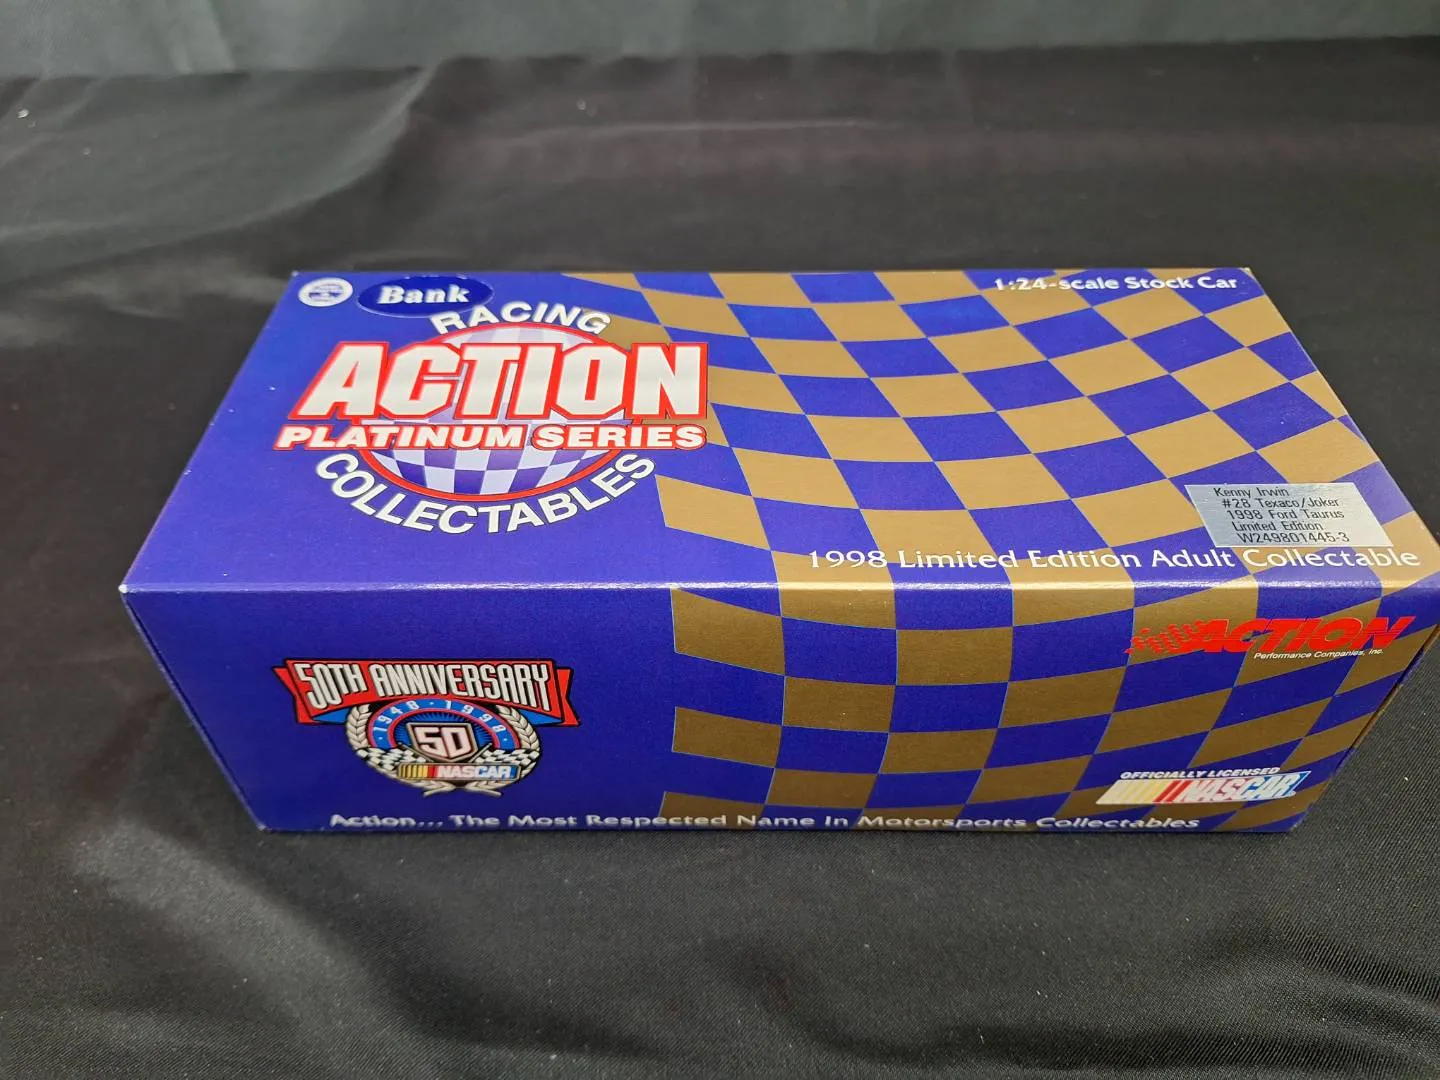 Bank
1:24-scale Stock Car
RACING
ACTION
PLATINUM SERIES
COLLECTABLES
Kenny Irwin
#28 Texaco/Joker
1998 Ford Taurus
Limited Edition
W249801445-3
1998 Limited Edition Adult Collectable
ACTION
Performance Companies, Inc.
50TH ANNIVERSARY
1948 · 1998
50
NASCAR
OFFICIALLY LICENSED
NASCAR
Action... The Most Respected Name In Motorsports Collectables